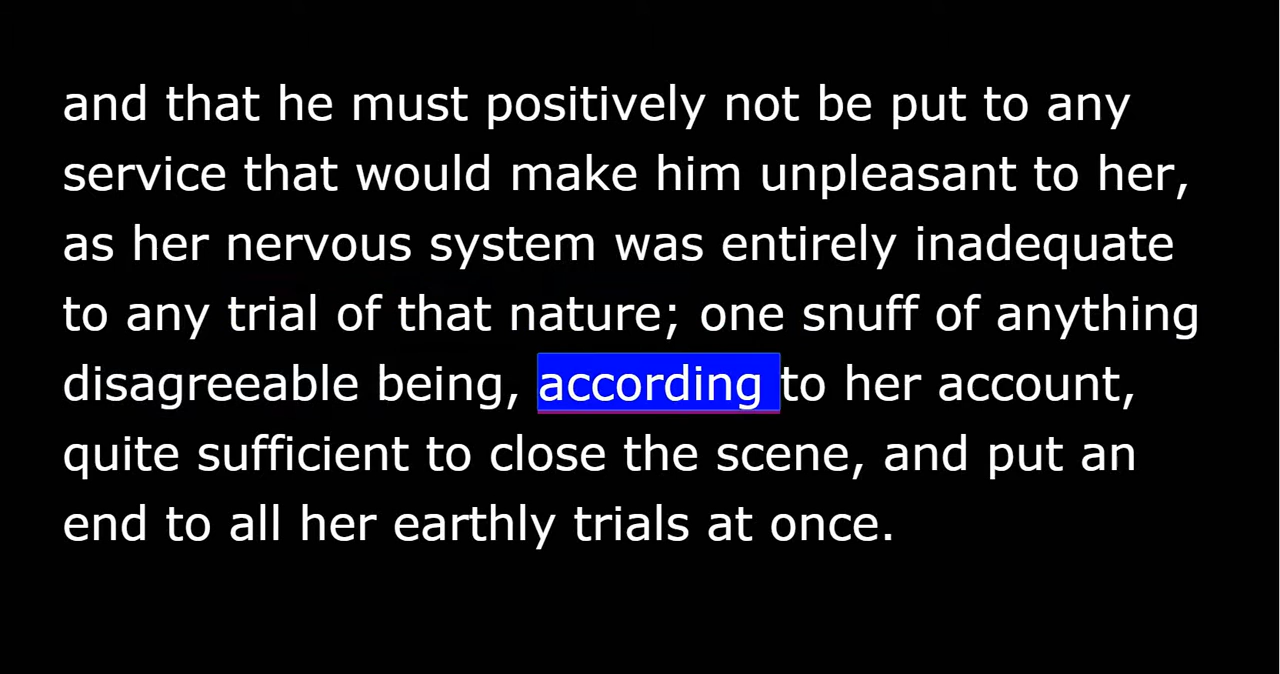 and that he must positively not be put to any
service that would make him unpleasant to her,
as her nervous system was entirely inadequate
to any trial of that nature; one snuff of anything
disagreeable being, according to her account,
quite sufficient to close the scene, and put an
end to all her earthly trials at once.